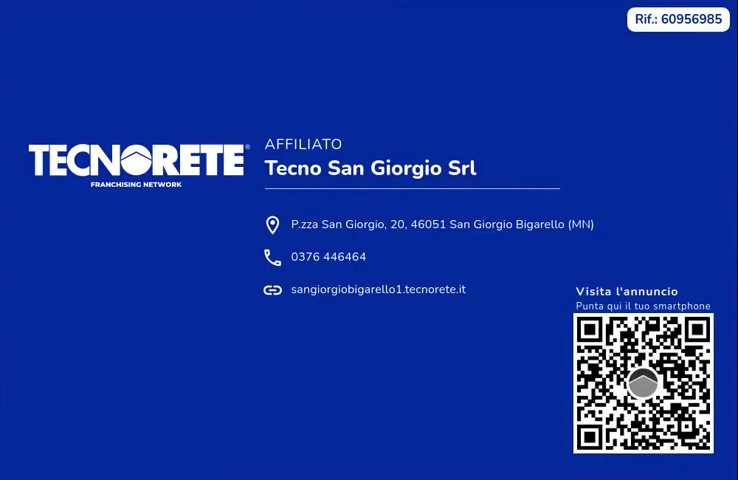 Rif.: 60956985
TECNORETE®
FRANCHISING NETWORK
AFFILIATO
Tecno San Giorgio Srl
P.zza San Giorgio, 20, 46051 San Giorgio Bigarello (MN)
0376 446464
sangiorgiobigarello1.tecnorete.it
Visita l'annuncio
Punta qui il tuo smartphone